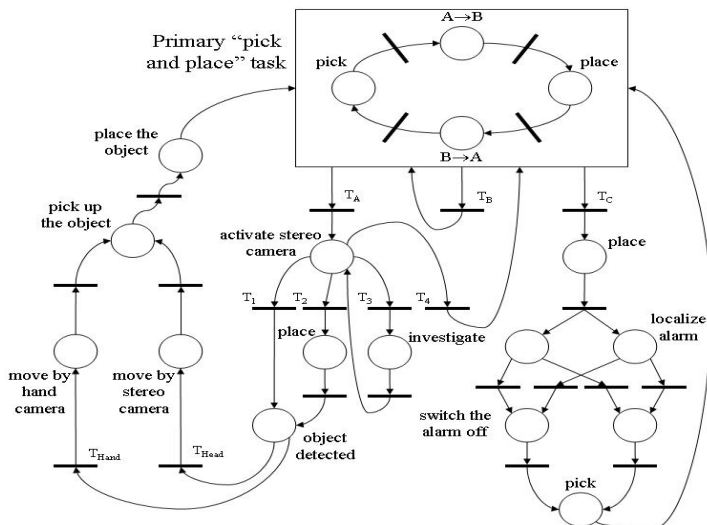 A→B
Primary “pick
and place” task
pick
place
B→A
place the
object
pick up
the object
T_A
T_B
T_C
activate stereo
camera
place
T_1
T_2
T_3
T_4
place
investigate
localize
alarm
move by
hand
camera
move by
stereo
camera
switch the
alarm off
object
detected
T_Hand
T_Head
pick